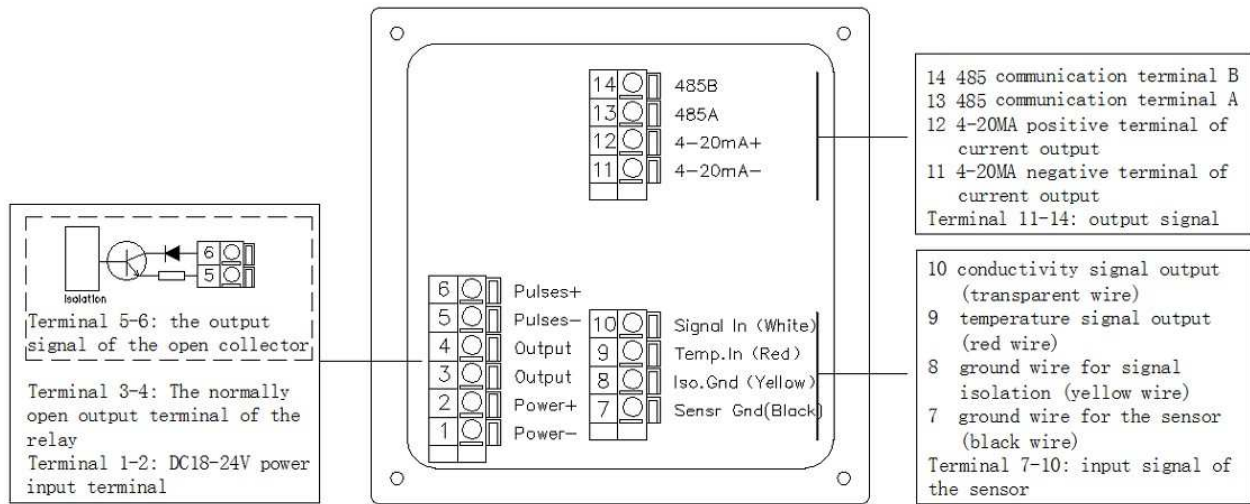 14 485B
13 485A
12 4-20mA+
11 4-20mA-
14 485 communication terminal B
13 485 communication terminal A
12 4-20MA positive terminal of
current output
11 4-20MA negative terminal of
current output
Terminal 11-14: output signal
6
5
Isolation
Terminal 5-6: the output
signal of the open collector
Terminal 3-4: The normally
open output terminal of the
relay
Terminal 1-2: DC18-24V power
input terminal
6 Pulses+
5 Pulses-
4 Output
3 Output
2 Power+
1 Power-
10 Signal In (White)
9 Temp.In (Red)
8 Iso.Gnd (Yellow)
7 Sensr Gnd(Black)
10 conductivity signal output
(transparent wire)
9 temperature signal output
(red wire)
8 ground wire for signal
isolation (yellow wire)
7 ground wire for the sensor
(black wire)
Terminal 7-10: input signal of
the sensor